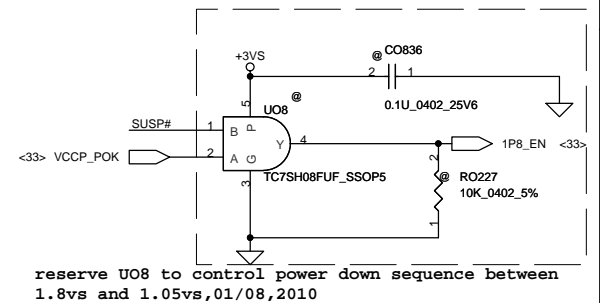 +3VS
@
CO836
2
1
0.1U_0402_25V6
5
UO8
@
SUSP#
1
B
P
Y
4
1P8_EN
<33>
<33>
VCCP_POK
2
A
G
TC7SH08FUF_SSOP5
3
2
@
RO227
10K_0402_5%
1
reserve UO8 to control power down sequence between
1.8vs and 1.05vs,01/08,2010